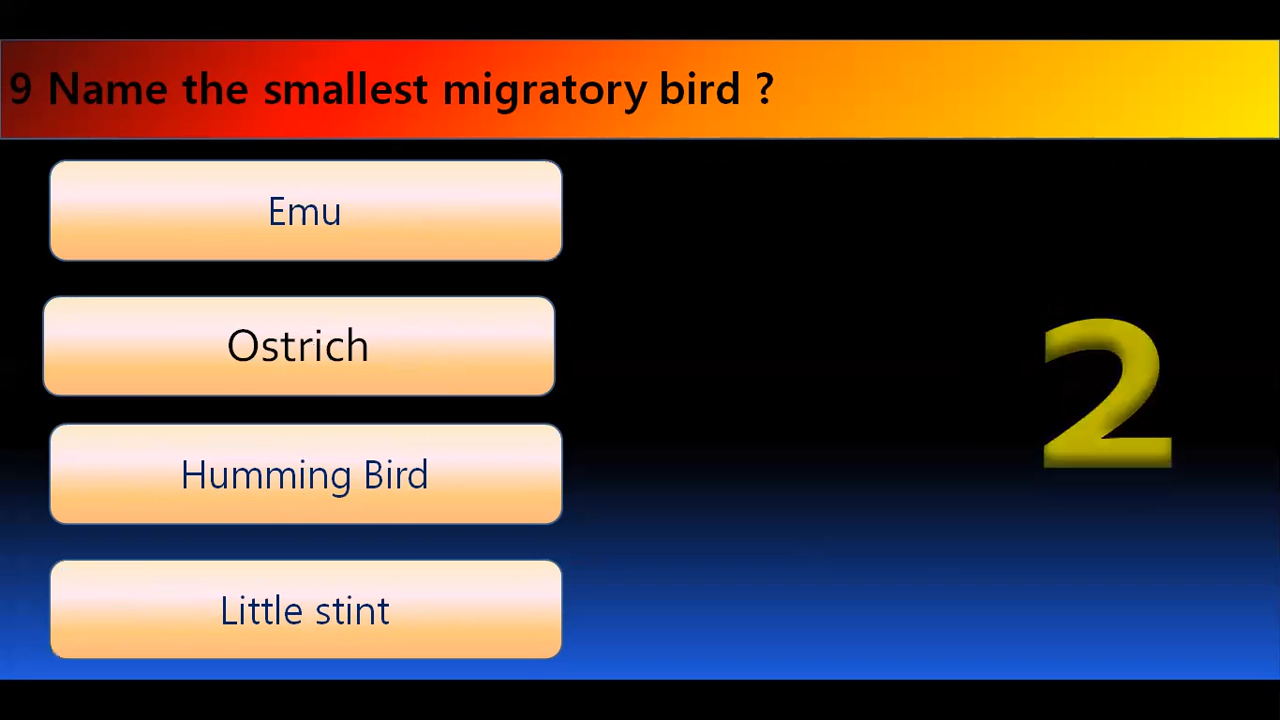 9 Name the smallest migratory bird ?
Emu
Ostrich
2
Humming Bird
Little stint